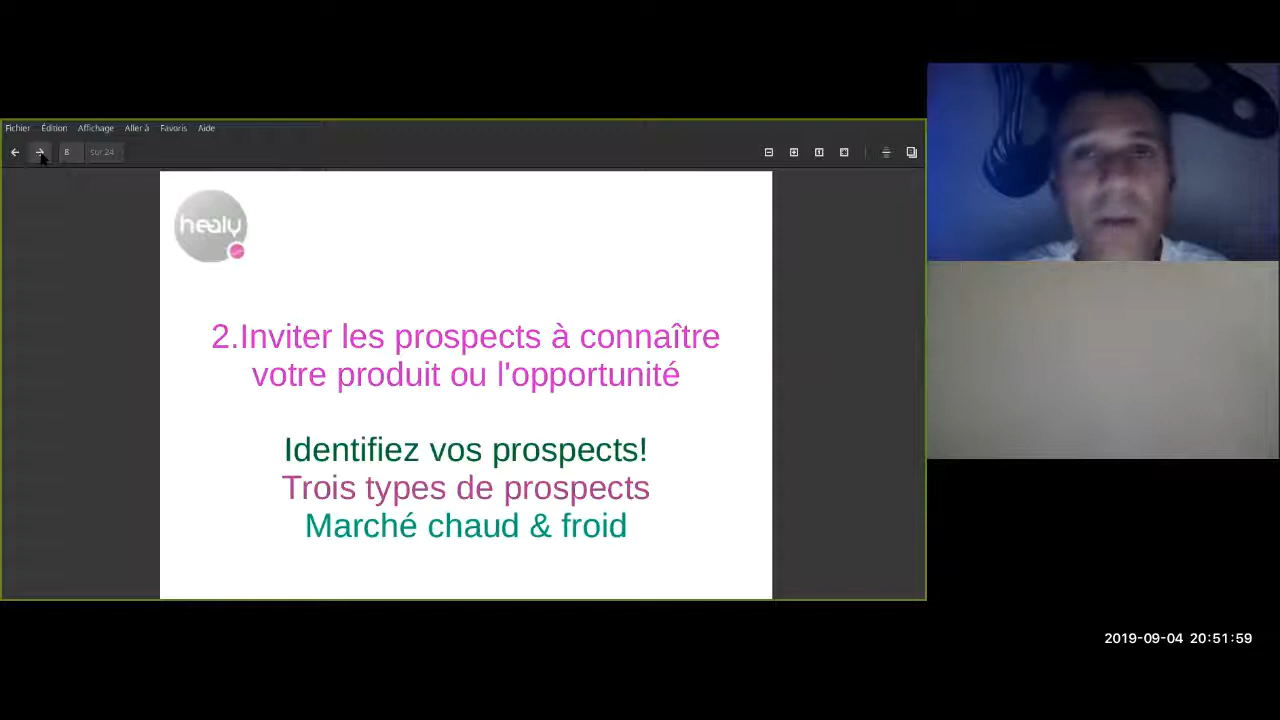 Fichier Édition Affichage Aller à Favoris Aide
8 sur 24
healy
2.Inviter les prospects à connaître
votre produit ou l'opportunité
Identifiez vos prospects!
Trois types de prospects
Marché chaud & froid
2019-09-04 20:51:59